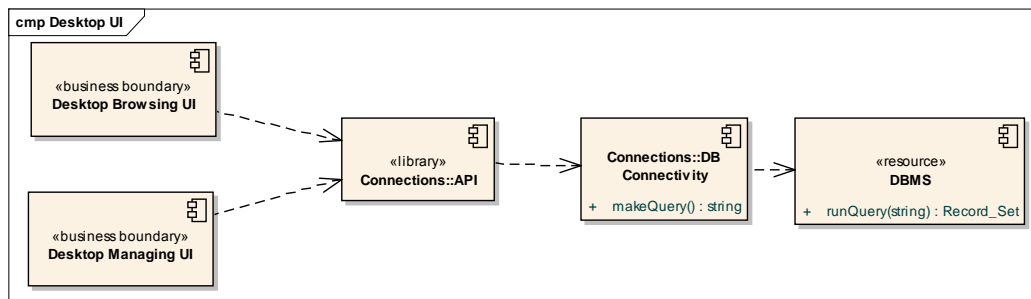 cmp Desktop UI
«business boundary»
Desktop Browsing UI
«library»
Connections::API
Connections::DB
Connectivity
+ makeQuery() : string
«resource»
DBMS
+ runQuery(string) : Record_Set
«business boundary»
Desktop Managing UI